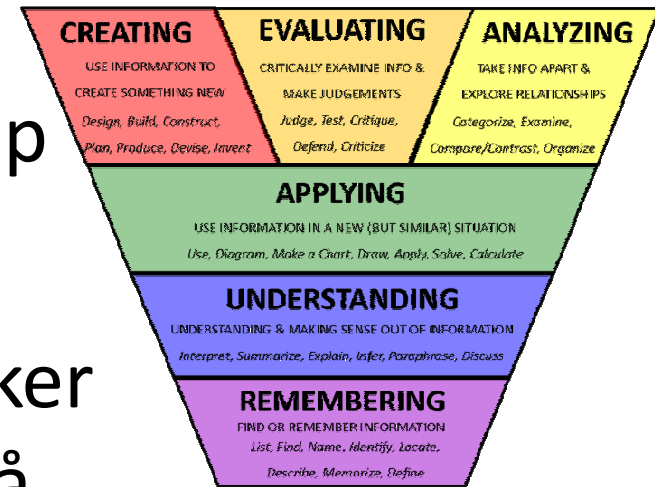 CREATING
USE INFORMATION TO
CREATE SOMETHING NEW
Design, Build, Construct,
Plan, Produce, Devise, Invent
EVALUATING
CRITICALLY EXAMINE INFO &
MAKE JUDGEMENTS
Judge, Test, Critique,
Defend, Criticize
ANALYZING
TAKE INFO APART &
EXPLORE RELATIONSHIPS
Categorize, Examine,
Compare/Contrast, Organize
p
APPLYING
USE INFORMATION IN A NEW (BUT SIMILAR) SITUATION
Use, Diagram, Make a Chart, Draw, Apply, Solve, Calculate
UNDERSTANDING
UNDERSTANDING & MAKING SENSE OUT OF INFORMATION
Interpret, Summarize, Explain, Infer, Paraphrase, Discuss
ker
REMEMBERING
FIND OR REMEMBER INFORMATION
List, Find, Name, Identify, Locate,
Describe, Memorize, Define
å